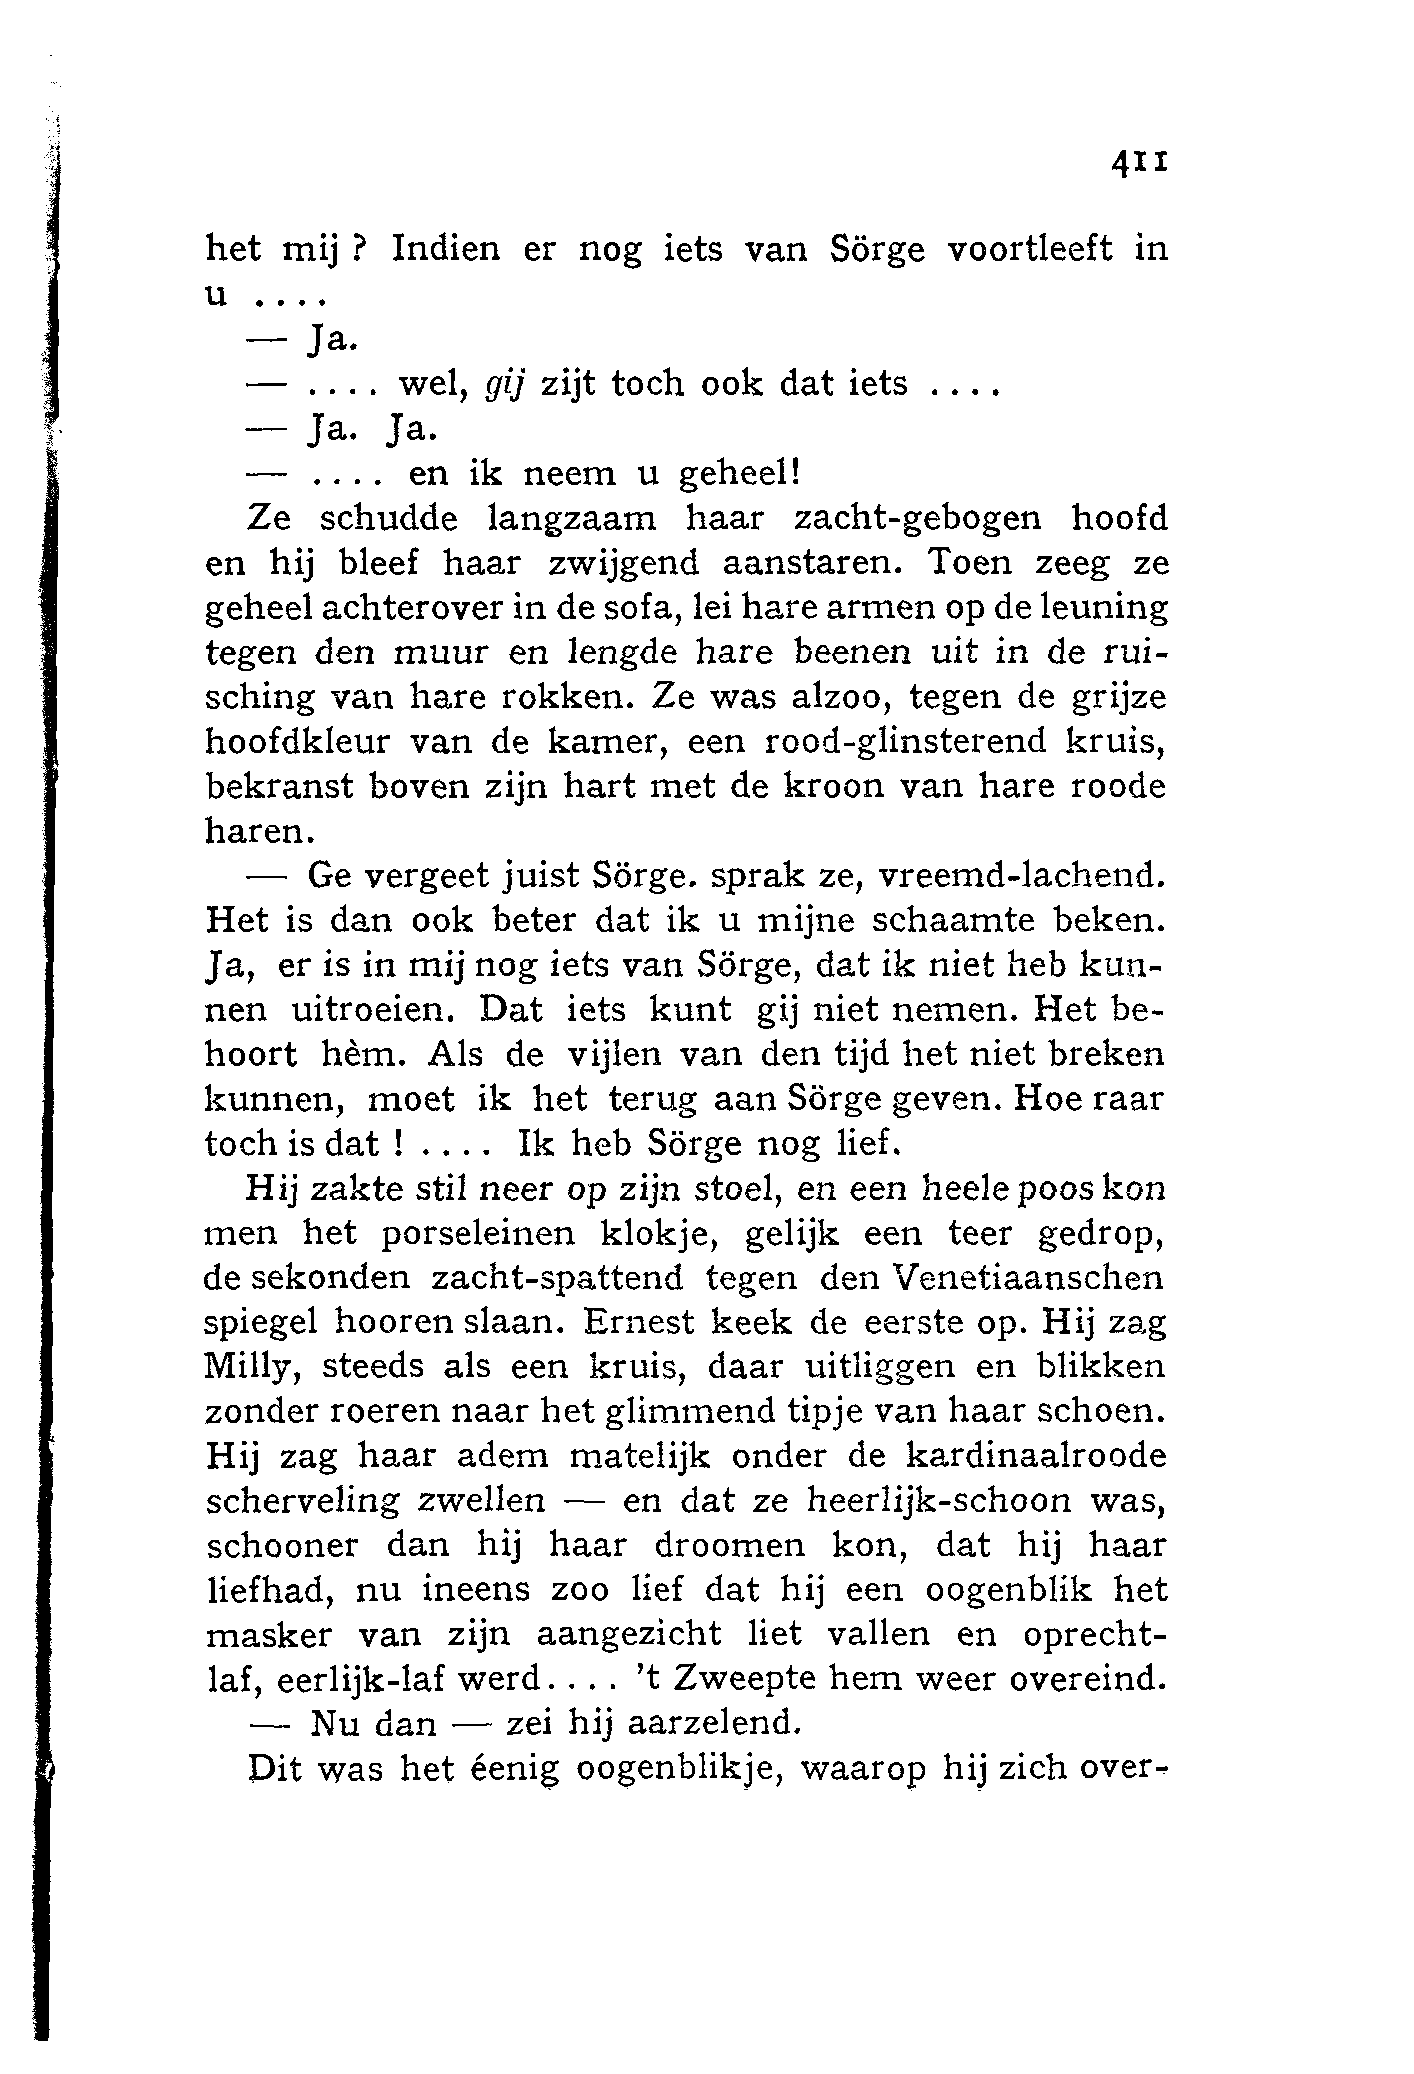 411
het mij ? Indien er nog iets van Sörge voortleeft in
u ....
— Ja.
— .... wel, gij zijt toch ook dat iets ....
— Ja. Ja.
— .... en ik neem u geheel!
Ze schudde langzaam haar zacht-gebogen hoofd
en hij bleef haar zwijgend aanstaren. Toen zeeg ze
geheel achterover in de sofa, lei hare armen op de leuning
tegen den muur en lengde hare beenen uit in de rui-
sching van hare rokken. Ze was alzoo, tegen de grijze
hoofdkleur van de kamer, een rood-glinsterend kruis,
bekranst boven zijn hart met de kroon van hare roode
haren.
— Ge vergeet juist Sörge. sprak ze, vreemd-lachend.
Het is dan ook beter dat ik u mijne schaamte beken.
Ja, er is in mij nog iets van Sörge, dat ik niet heb kun-
nen uitroeien. Dat iets kunt gij niet nemen. Het be-
hoort hèm. Als de vijlen van den tijd het niet breken
kunnen, moet ik het terug aan Sörge geven. Hoe raar
toch is dat ! .... Ik heb Sörge nog lief.
Hij zakte stil neer op zijn stoel, en een heele poos kon
men het porseleinen klokje, gelijk een teer gedrop,
de sekonden zacht-spattend tegen den Venetiaanschen
spiegel hooren slaan. Ernest keek de eerste op. Hij zag
Milly, steeds als een kruis, daar uitliggen en blikken
zonder roeren naar het glimmend tipje van haar schoen.
Hij zag haar adem matelijk onder de kardinaalroode
scherveling zwellen — en dat ze heerlijk-schoon was,
schooner dan hij haar droomen kon, dat hij haar
liefhad, nu ineens zoo lief dat hij een oogenblik het
masker van zijn aangezicht liet vallen en oprecht-
laf, eerlijk-laf werd.... 't Zweepte hem weer overeind.
— Nu dan — zei hij aarzelend.
Dit was het éenig oogenblikje, waarop hij zich over-